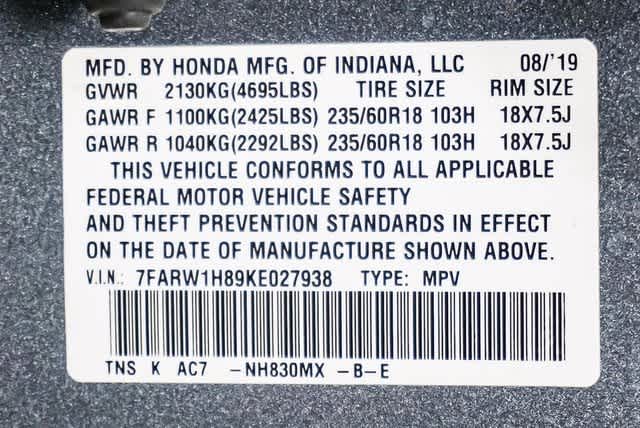 MFD. BY HONDA MFG. OF INDIANA, LLC 08/'19
GVWR 2130KG(4695LBS) TIRE SIZE RIM SIZE
GAWR F 1100KG(2425LBS) 235/60R18 103H 18X7.5J
GAWR R 1040KG(2292LBS) 235/60R18 103H 18X7.5J
THIS VEHICLE CONFORMS TO ALL APPLICABLE
FEDERAL MOTOR VEHICLE SAFETY
AND THEFT PREVENTION STANDARDS IN EFFECT
ON THE DATE OF MANUFACTURE SHOWN ABOVE.
V.I.N.: 7FARW1H89KE027938 TYPE: MPV
TNS K AC7 -NH830MX -B-E